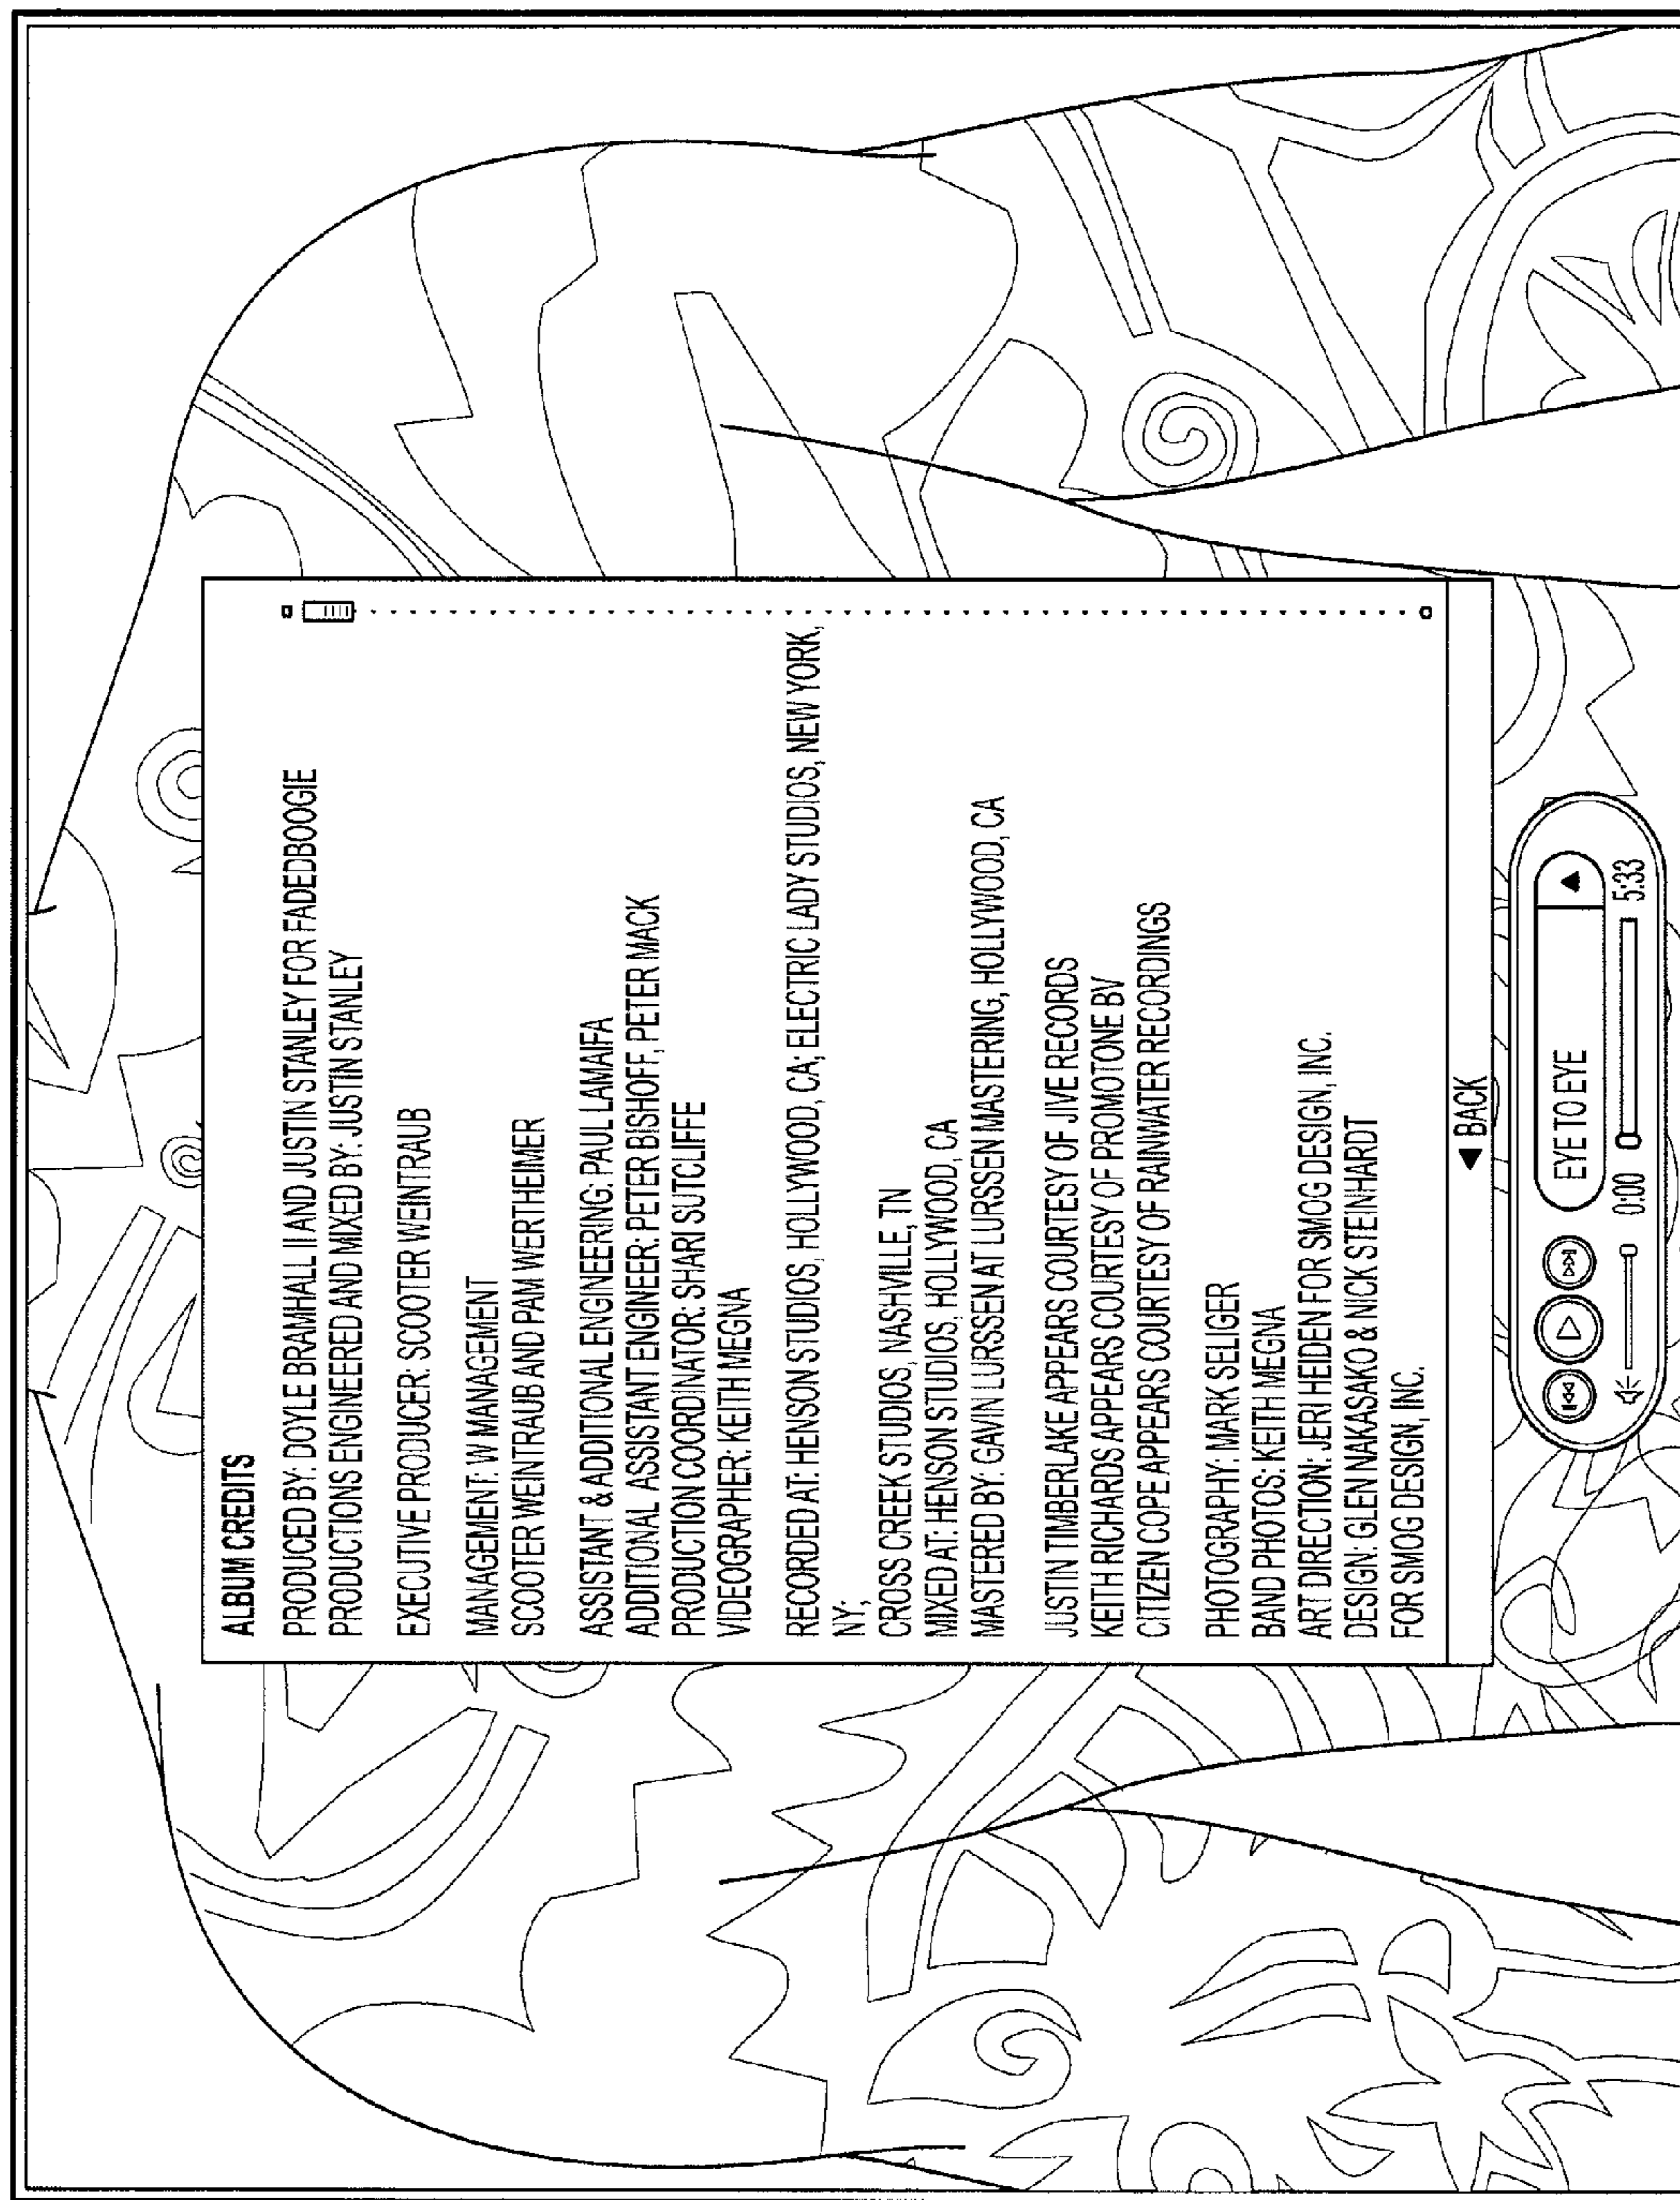 ALBUM CREDITS
PRODUCED BY: DOYLE BRAMHALL II AND JUSTIN STANLEY FOR FADEDBOOGIE
PRODUCTIONS ENGINEERED AND MIXED BY: JUSTIN STANLEY
EXECUTIVE PRODUCER: SCOOTER WEINTRAUB
MANAGEMENT: W MANAGEMENT
SCOOTER WEINTRAUB AND PAM WERTHEIMER
ASSISTANT & ADDITIONAL ENGINEERING: PAUL LAMAIFA
ADDITIONAL ASSISTANT ENGINEER: PETER BISHOFF, PETER MACK
PRODUCTION COORDINATOR: SHARI SUTCLIFFE
VIDEOGRAPHER: KEITH MEGNA
RECORDED AT: HENSON STUDIOS, HOLLYWOOD, CA; ELECTRIC LADY STUDIOS, NEW YORK,
NY;
CROSS CREEK STUDIOS, NASHVILLE, TN
MIXED AT: HENSON STUDIOS, HOLLYWOOD, CA
MASTERED BY: GAVIN LURSSEN AT LURSSEN MASTERING, HOLLYWOOD, CA
JUSTIN TIMBERLAKE APPEARS COURTESY OF JIVE RECORDS
KEITH RICHARDS APPEARS COURTESY OF PROMOTONE BV
CITIZEN COPE APPEARS COURTESY OF RAINWATER RECORDINGS
PHOTOGRAPHY: MARK SELIGER
BAND PHOTOS: KEITH MEGNA
ART DIRECTION: JERI HEIDEN FOR SMOG DESIGN, INC.
DESIGN: GLEN NAKASAKO & NICK STEINHARDT
FOR SMOG DESIGN, INC.
BACK
EYE TO EYE
0:00 5:33